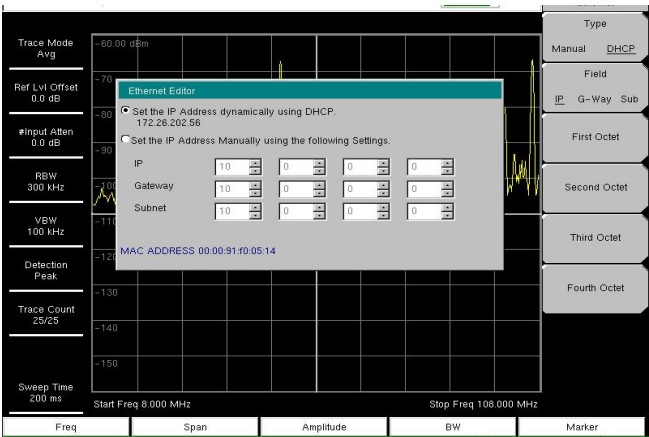 Type
Manual DHCP
Trace Mode
Avg
-60.00 dBm
Field
IP G-Way Sub
-70
Ref Lvl Offset
0.0 dB
Ethernet Editor
Set the IP Address dynamically using DHCP.
172.26.202.56
-80
#Input Atten
0.0 dB
Set the IP Address Manually using the following Settings.
First Octet
-90
IP 10 0 0 0
RBW
300 kHz
-100
Gateway 10 0 0 0
Second Octet
Subnet 10 0 0 0
-110
VBW
100 kHz
Third Octet
MAC ADDRESS 00:00:91:f0:05:14
-120
Detection
Peak
Fourth Octet
-130
Trace Count
25/25
-140
-150
Sweep Time
200 ms
Start Freq 8.000 MHz
Stop Freq 108.000 MHz
Freq Span Amplitude BW Marker